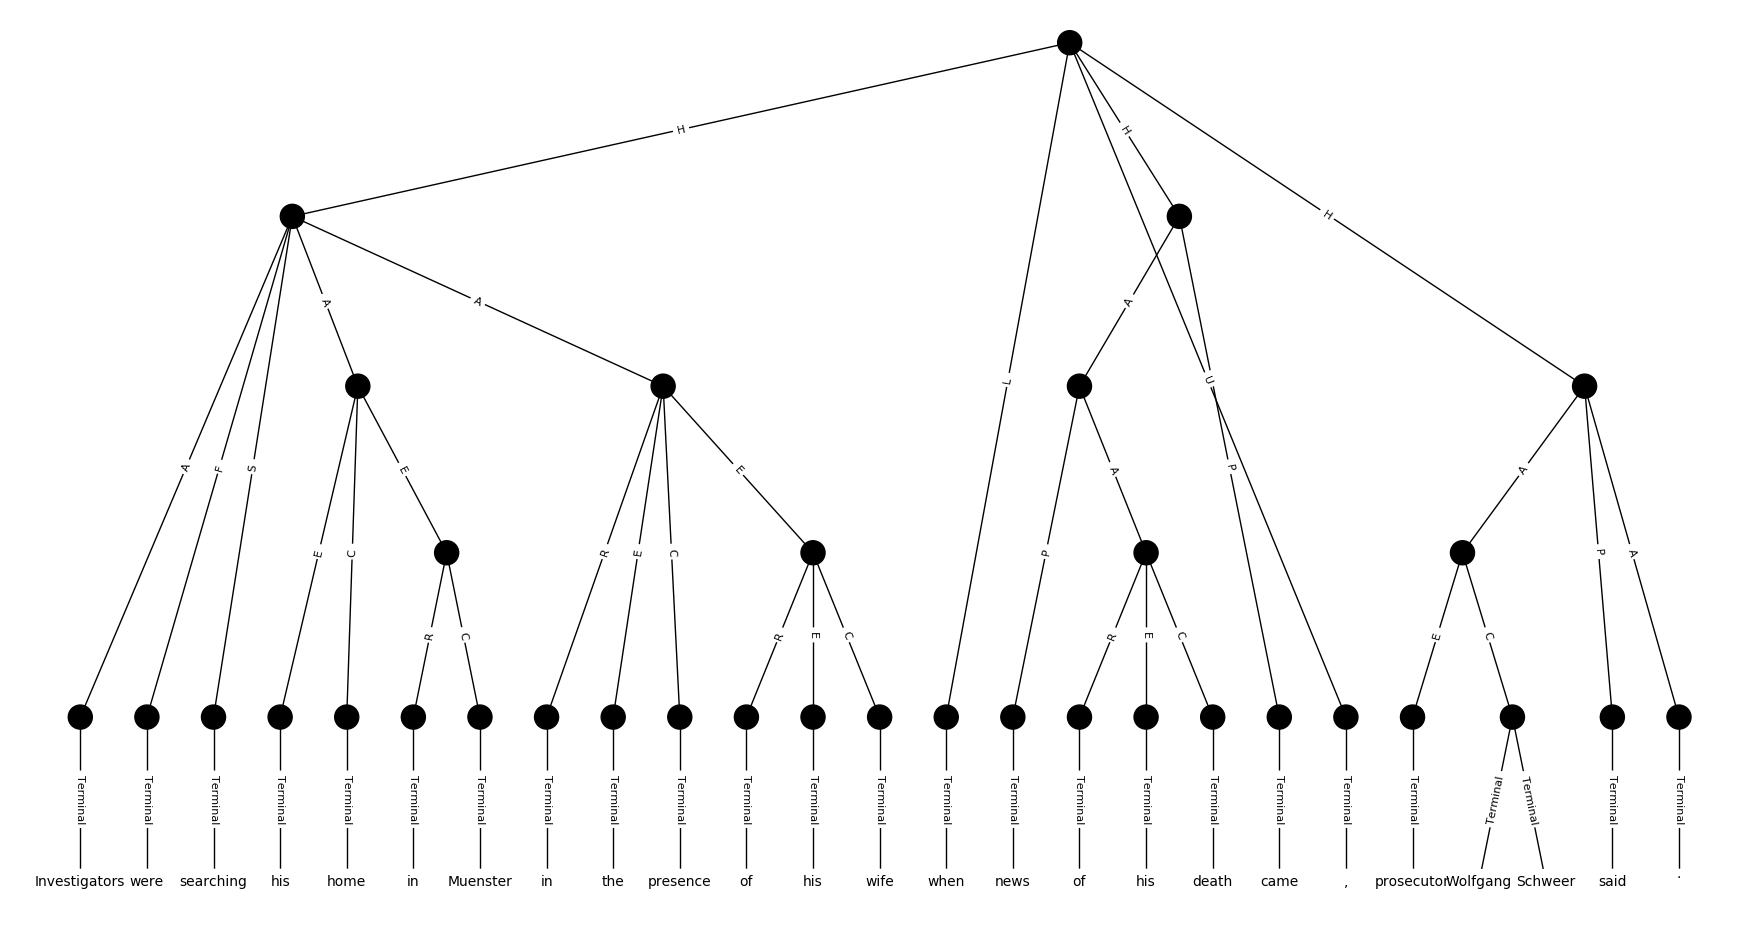 H
H
H
A
A
A
L
U
A
F
S
E
R
E
C
E
P
A
P
A
P
A
E
C
R
C
R
E
C
R
E
C
E
C
Terminal Terminal Terminal Terminal Terminal Terminal Terminal Terminal Terminal Terminal Terminal Terminal Terminal Terminal Terminal Terminal Terminal Terminal Terminal Terminal Terminal Terminal Terminal Terminal Terminal
Investigators were searching his home in Muenster in the presence of his wife when news of his death came , prosecutor Wolfgang Schweer said .